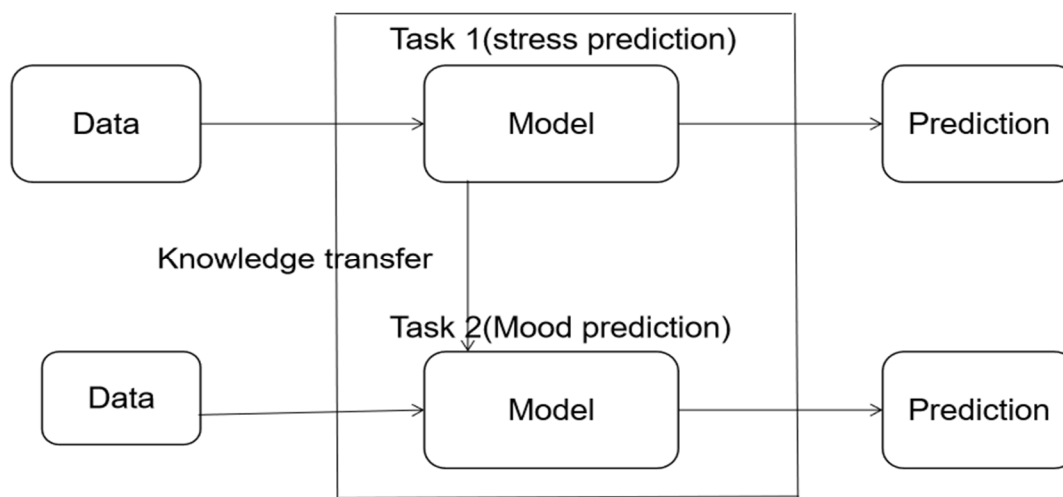 Task 1(stress prediction)
Data
Model
Prediction
Knowledge transfer
Task 2(Mood prediction)
Data
Model
Prediction